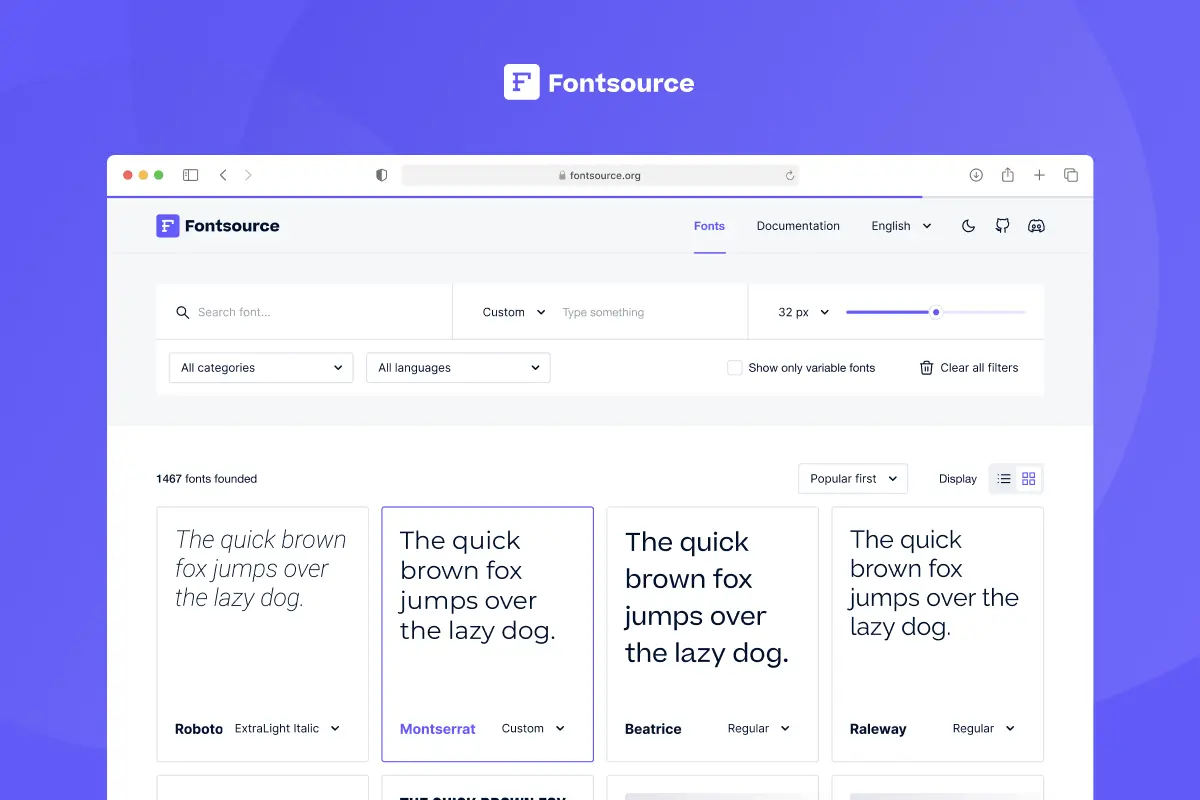 Fontsource
fontsource.org
Fontsource
Fonts
Documentation
English
Search font...
Custom
Type something
32 px
All categories
All languages
Show only variable fonts
Clear all filters
1467 fonts founded
Popular first
Display
The quick brown
fox jumps over
the lazy dog.
Roboto ExtraLight Italic
The quick
brown fox
jumps over
the lazy dog.
Montserrat Custom
The quick
brown fox
jumps over
the lazy dog.
Beatrice Regular
The quick
brown fox
jumps over the
lazy dog.
Raleway Regular
THE QUICK BROWN FOX